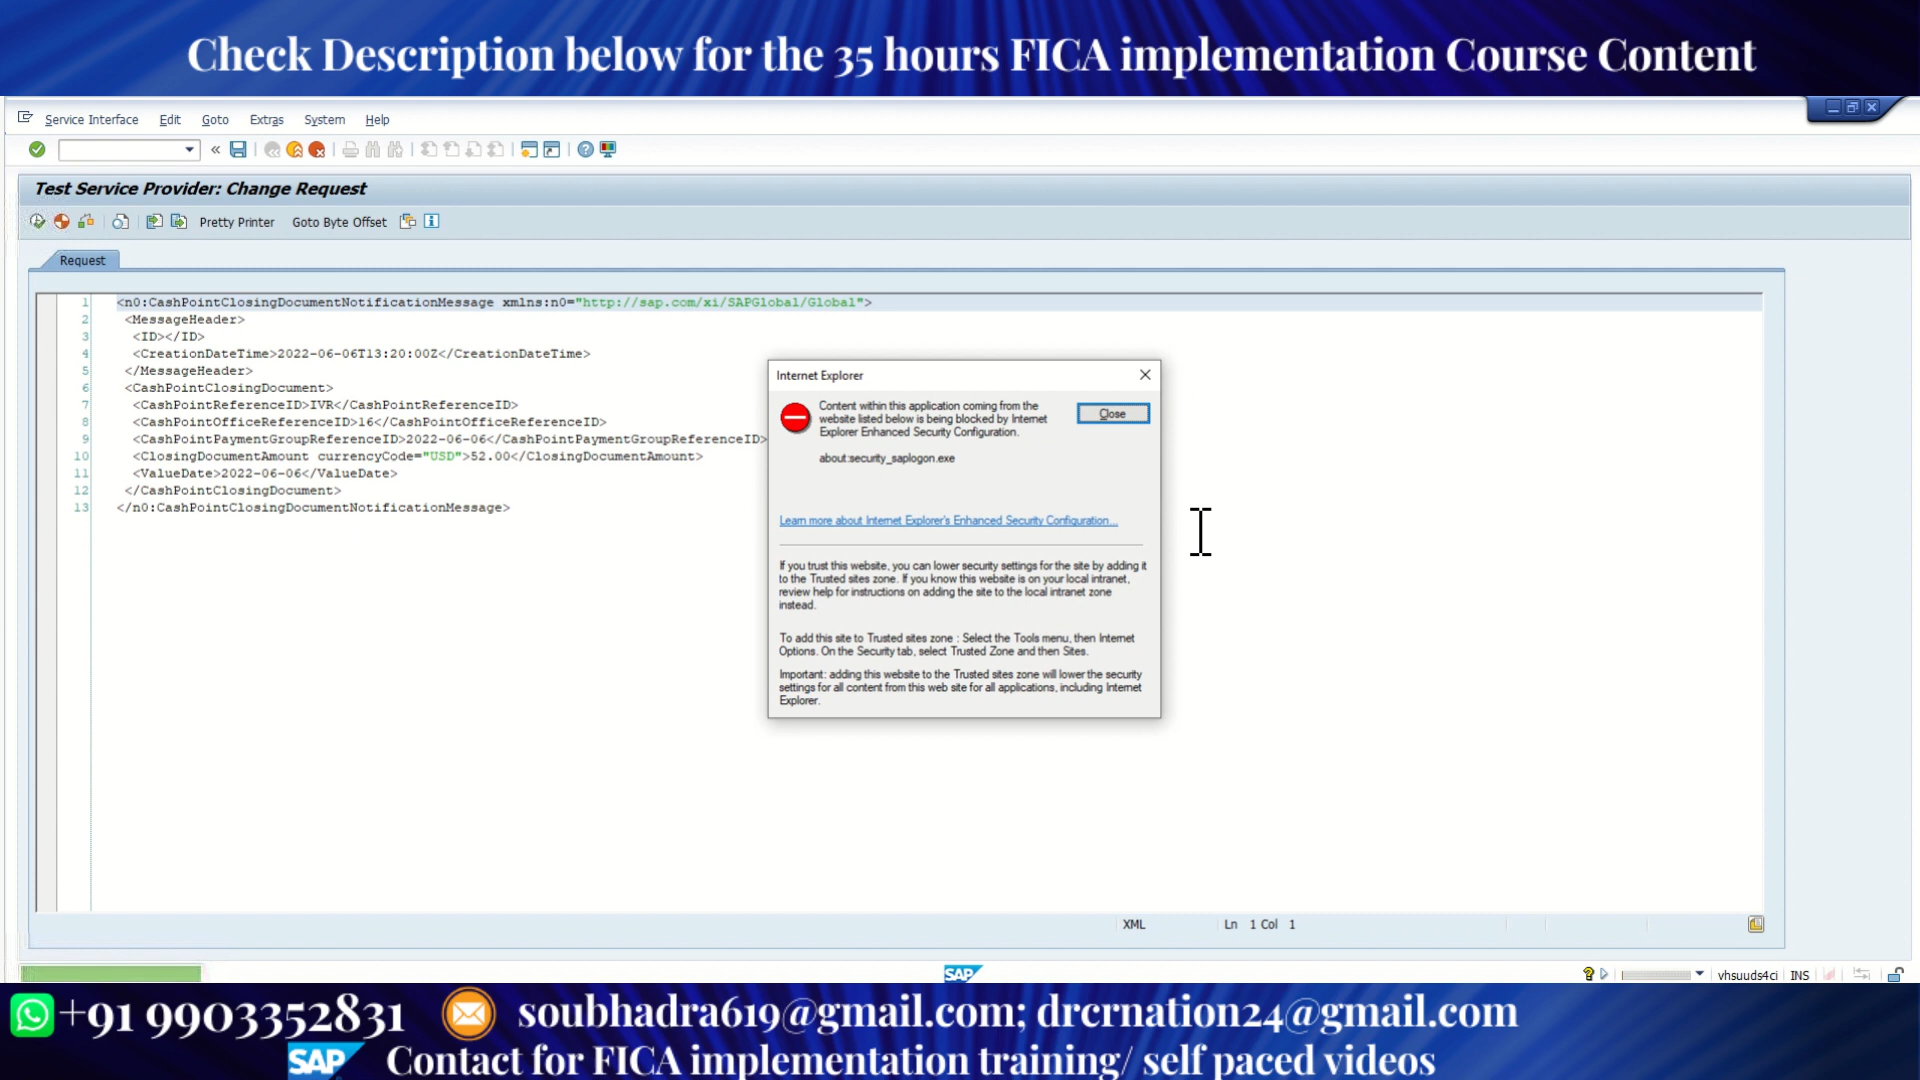 Check Description below for the 35 hours FICA implementation Course Content
Service Interface Edit Goto Extras System Help
Test Service Provider: Change Request
Pretty Printer Goto Byte Offset
Request
1 <n0:CashPointClosingDocumentNotificationMessage xmlns:n0="http://sap.com/xi/SAPGlobal/Global">
2 <MessageHeader>
3 <ID></ID>
4 <CreationDateTime>2022-06-06T13:20:00Z</CreationDateTime>
5 </MessageHeader>
6 <CashPointClosingDocument>
7 <CashPointReferenceID>IVR</CashPointReferenceID>
8 <CashPointOfficeReferenceID>16</CashPointOfficeReferenceID>
9 <CashPointPaymentGroupReferenceID>2022-06-06</CashPointPaymentGroupReferenceID>
10 <ClosingDocumentAmount currencyCode="USD">52.00</ClosingDocumentAmount>
11 <ValueDate>2022-06-06</ValueDate>
12 </CashPointClosingDocument>
13 </n0:CashPointClosingDocumentNotificationMessage>
Internet Explorer
Content within this application coming from the
website listed below is being blocked by Internet
Explorer Enhanced Security Configuration.
Close
about:security_saplogon.exe
Learn more about Internet Explorer's Enhanced Security Configuration...
If you trust this website, you can lower security settings for the site by adding it
to the Trusted sites zone. If you know this website is on your local intranet,
review help for instructions on adding the site to the local intranet zone
instead.
To add this site to Trusted sites zone : Select the Tools menu, then Internet
Options. On the Security tab, select Trusted Zone and then Sites.
Important: adding this website to the Trusted sites zone will lower the security
settings for all content from this web site for all applications, including Internet
Explorer.
XML Ln 1 Col 1
SAP
vhsuuds4ci INS
+91 9903352831 soubhadra619@gmail.com; drcrnation24@gmail.com
SAP Contact for FICA implementation training/ self paced videos